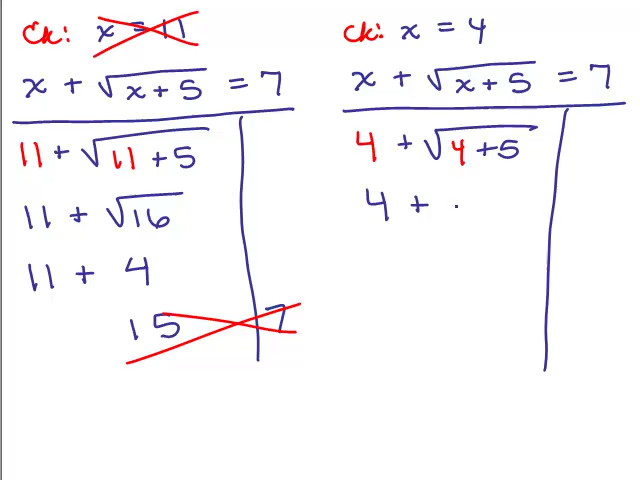 Ck: x = 11
x + √(x + 5) = 7
11 + √(11 + 5)
11 + √16
11 + 4
15 7
Ck: x = 4
x + √(x + 5) = 7
4 + √(4 + 5)
4 + .